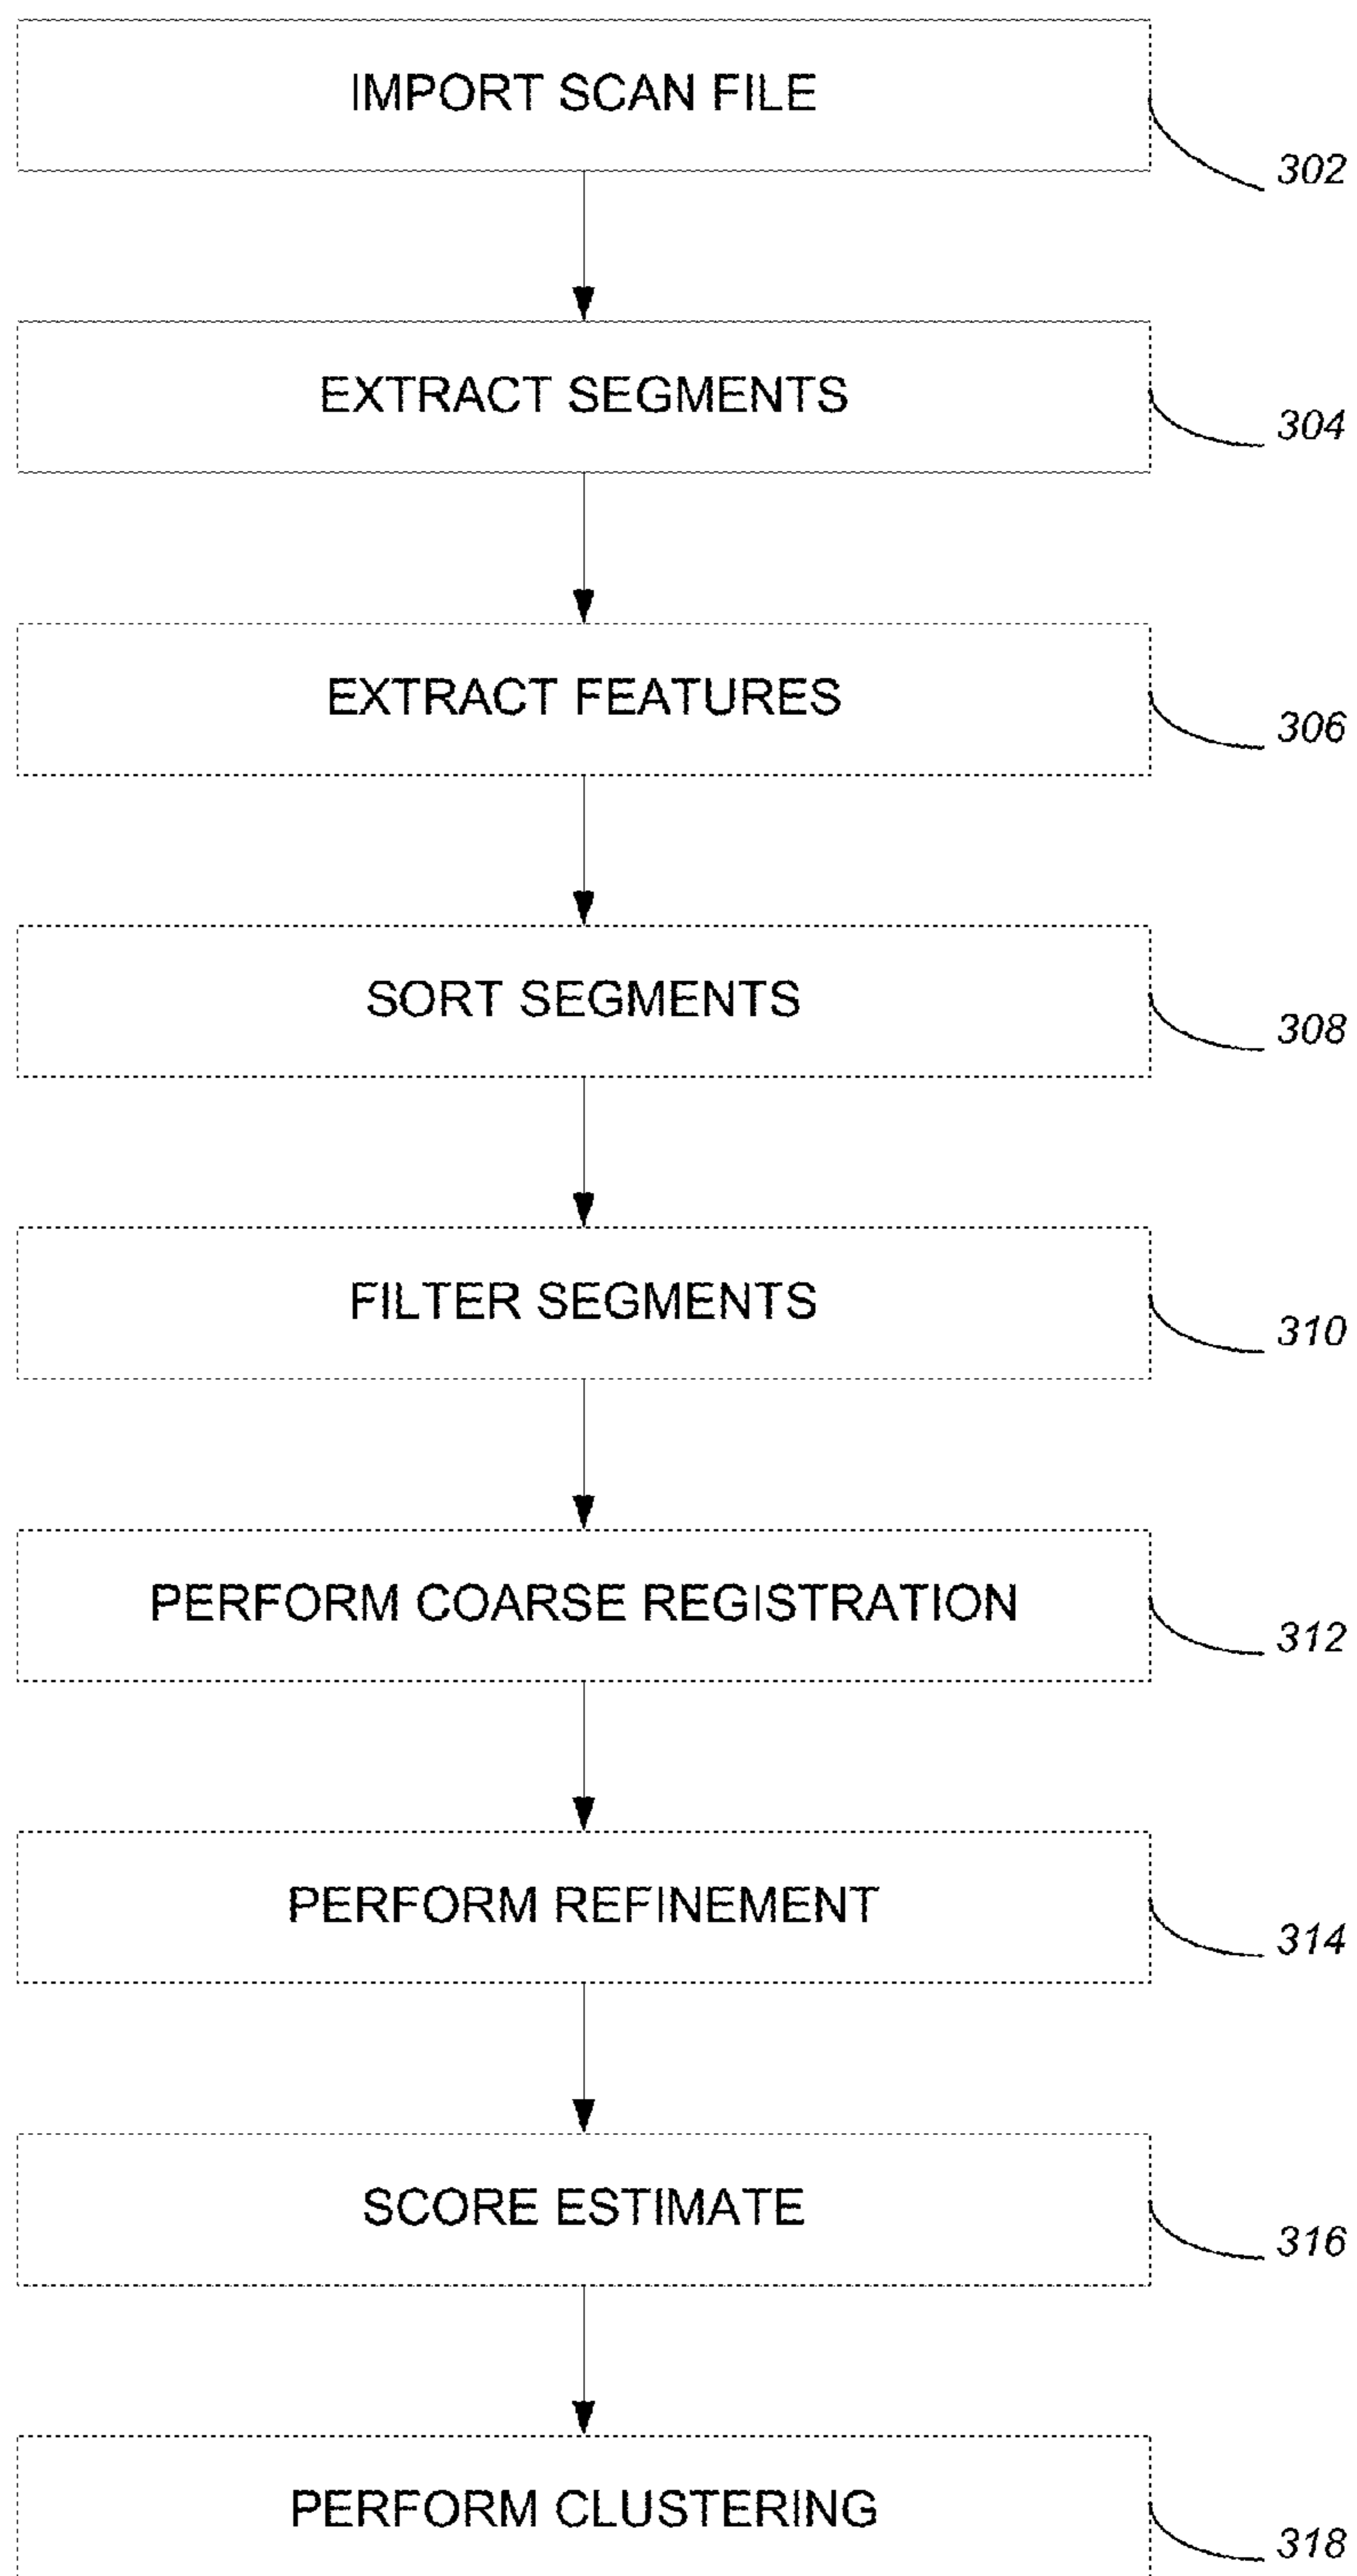 IMPORT SCAN FILE
302
EXTRACT SEGMENTS
304
EXTRACT FEATURES
306
SORT SEGMENTS
308
FILTER SEGMENTS
310
PERFORM COARSE REGISTRATION
312
PERFORM REFINEMENT
314
SCORE ESTIMATE
316
PERFORM CLUSTERING
318